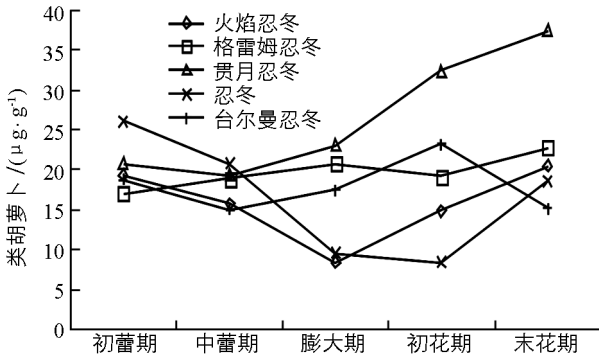 40
35
30
25
20
15
10
5
0
类胡萝卜/(μg·g⁻¹)
火焰忍冬
格雷姆忍冬
贯月忍冬
忍冬
台尔曼忍冬
初蕾期 中蕾期 膨大期 初花期 末花期